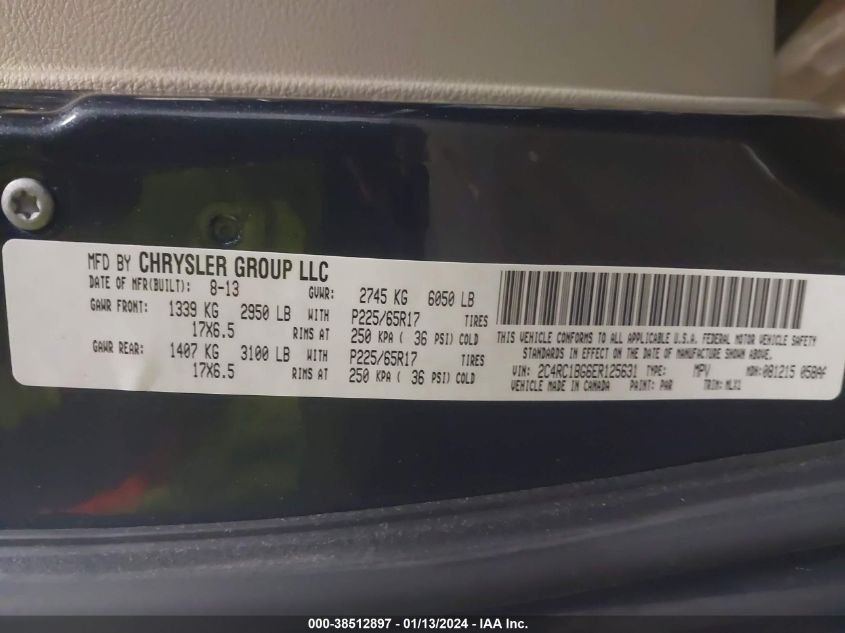 MFD BY CHRYSLER GROUP LLC
DATE OF MFR(BUILT): 8-13 GVWR: 2745 KG 6050 LB
GAWR FRONT: 1339 KG 2950 LB WITH P225/65R17 TIRES
17X6.5 RIMS AT 250 KPA ( 36 PSI) COLD
GAWR REAR: 1407 KG 3100 LB WITH P225/65R17 TIRES
17X6.5 RIMS AT 250 KPA ( 36 PSI) COLD
THIS VEHICLE CONFORMS TO ALL APPLICABLE U.S.A. FEDERAL MOTOR VEHICLE SAFETY
STANDARDS IN EFFECT ON THE DATE OF MANUFACTURE SHOWN ABOVE.
VIN: 2C4RC1BG6ER125631 TYPE: MPV MDH: 081215 058AF
VEHICLE MADE IN CANADA PAINT: PAR TRIM: MLX1
000-38512897 - 01/13/2024 - IAA Inc.